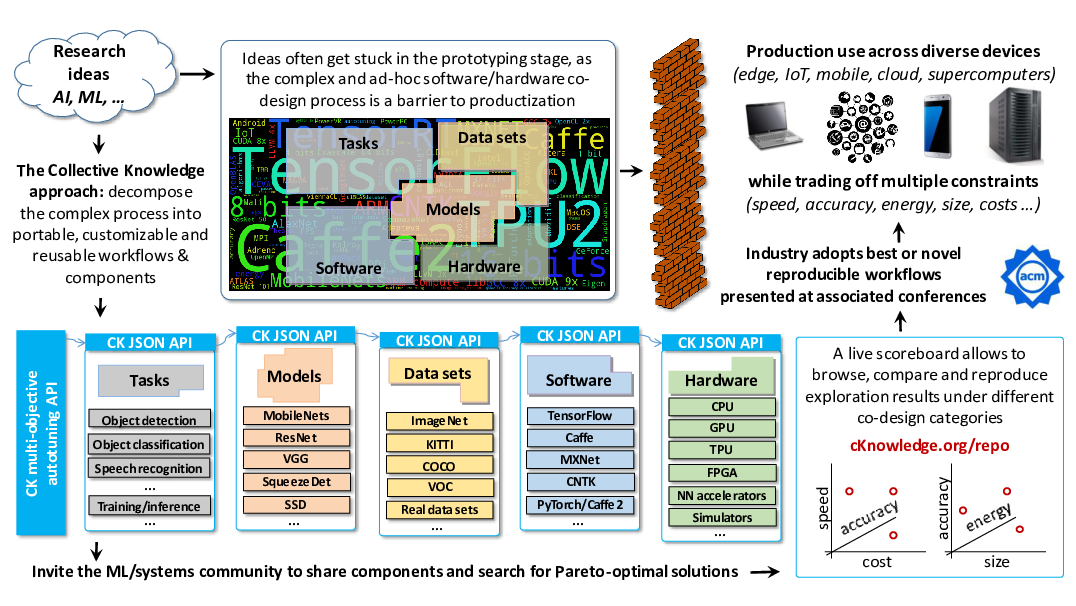 Research
ideas
AI, ML, ...
Ideas often get stuck in the prototyping stage, as
the complex and ad-hoc software/hardware co-
design process is a barrier to productization
Tasks
Data sets
Models
Software
Hardware
TensorFlow
Caffe
Caffe2
TPU2
8 bits
Android
IoT
CUDA 8x
CUDA 9x
MobileNets
Production use across diverse devices
(edge, IoT, mobile, cloud, supercomputers)
while trading off multiple constraints
(speed, accuracy, energy, size, costs ...)
Industry adopts best or novel
reproducible workflows
presented at associated conferences
acm
The Collective Knowledge
approach: decompose
the complex process into
portable, customizable and
reusable workflows &
components
CK multi-objective
autotuning API
CK JSON API
Tasks
Object detection
Object classification
Speech recognition
...
Training/inference
...
CK JSON API
Models
MobileNets
ResNet
VGG
SqueezeDet
SSD
...
CK JSON API
Data sets
ImageNet
KITTI
COCO
VOC
Real data sets
...
CK JSON API
Software
TensorFlow
Caffe
MXNet
CNTK
PyTorch/Caffe 2
...
CK JSON API
Hardware
CPU
GPU
TPU
FPGA
NN accelerators
Simulators
...
A live scoreboard allows to
browse, compare and reproduce
exploration results under different
co-design categories
cKnowledge.org/repo
speed
accuracy
cost
accuracy
energy
size
Invite the ML/systems community to share components and search for Pareto-optimal solutions